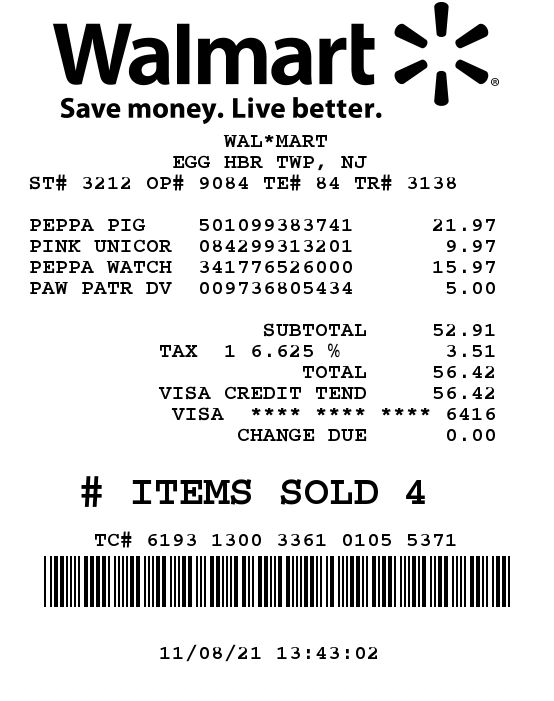 Walmart
Save money. Live better.
WAL*MART
EGG HBR TWP, NJ
ST# 3212 OP# 9084 TE# 84 TR# 3138
PEPPA PIG 501099383741 21.97
PINK UNICOR 084299313201 9.97
PEPPA WATCH 341776526000 15.97
PAW PATR DV 009736805434 5.00
SUBTOTAL 52.91
TAX 1 6.625 % 3.51
TOTAL 56.42
VISA CREDIT TEND 56.42
VISA **** **** **** 6416
CHANGE DUE 0.00
# ITEMS SOLD 4
TC# 6193 1300 3361 0105 5371
11/08/21 13:43:02